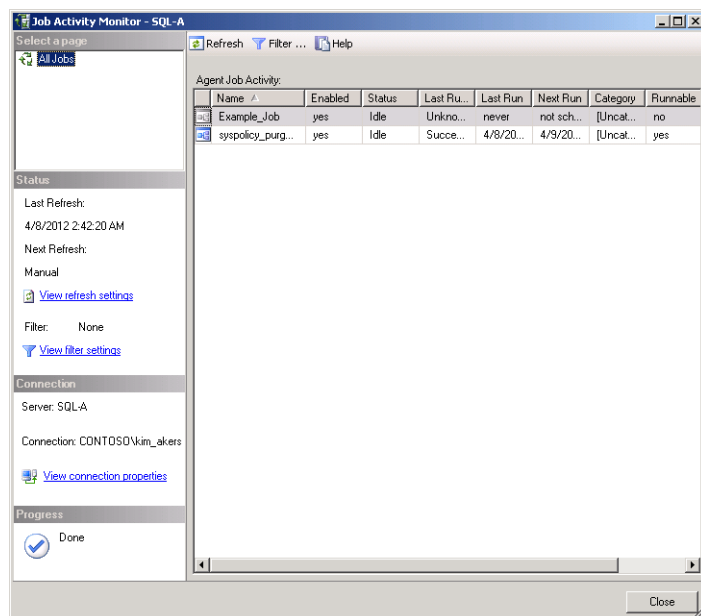 Job Activity Monitor - SQL-A
Select a page
All Jobs
Refresh Filter ... Help
Agent Job Activity:
Name Enabled Status Last Ru... Last Run Next Run Category Runnable
Example_Job yes Idle Unkno... never not sch... [Uncat... no
syspolicy_purg... yes Idle Succe... 4/8/20... 4/9/20... [Uncat... yes
Status
Last Refresh:
4/8/2012 2:42:20 AM
Next Refresh:
Manual
View refresh settings
Filter: None
View filter settings
Connection
Server: SQL-A
Connection: CONTOSO\kim_akers
View connection properties
Progress
Done
Close